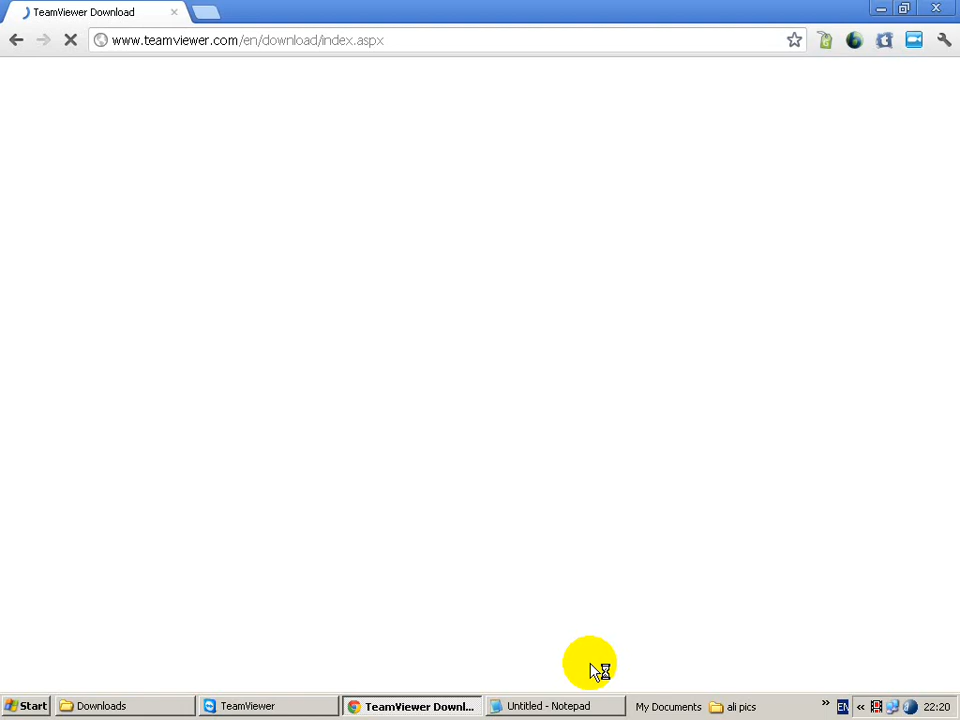 TeamViewer Download
www.teamviewer.com/en/download/index.aspx
Start
Downloads
TeamViewer
TeamViewer Downl...
Untitled - Notepad
My Documents
ali pics
EN
22:20